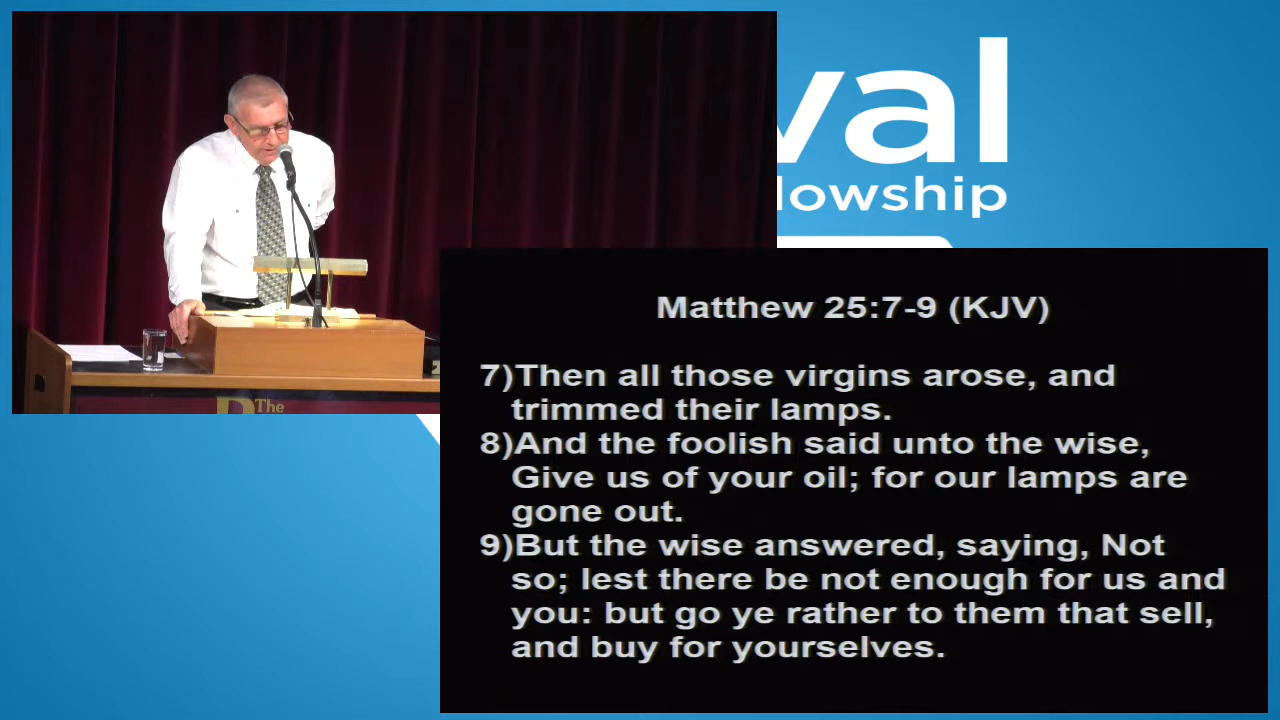 val
lowship
The
Matthew 25:7-9 (KJV)
7)Then all those virgins arose, and
trimmed their lamps.
8)And the foolish said unto the wise,
Give us of your oil; for our lamps are
gone out.
9)But the wise answered, saying, Not
so; lest there be not enough for us and
you: but go ye rather to them that sell,
and buy for yourselves.